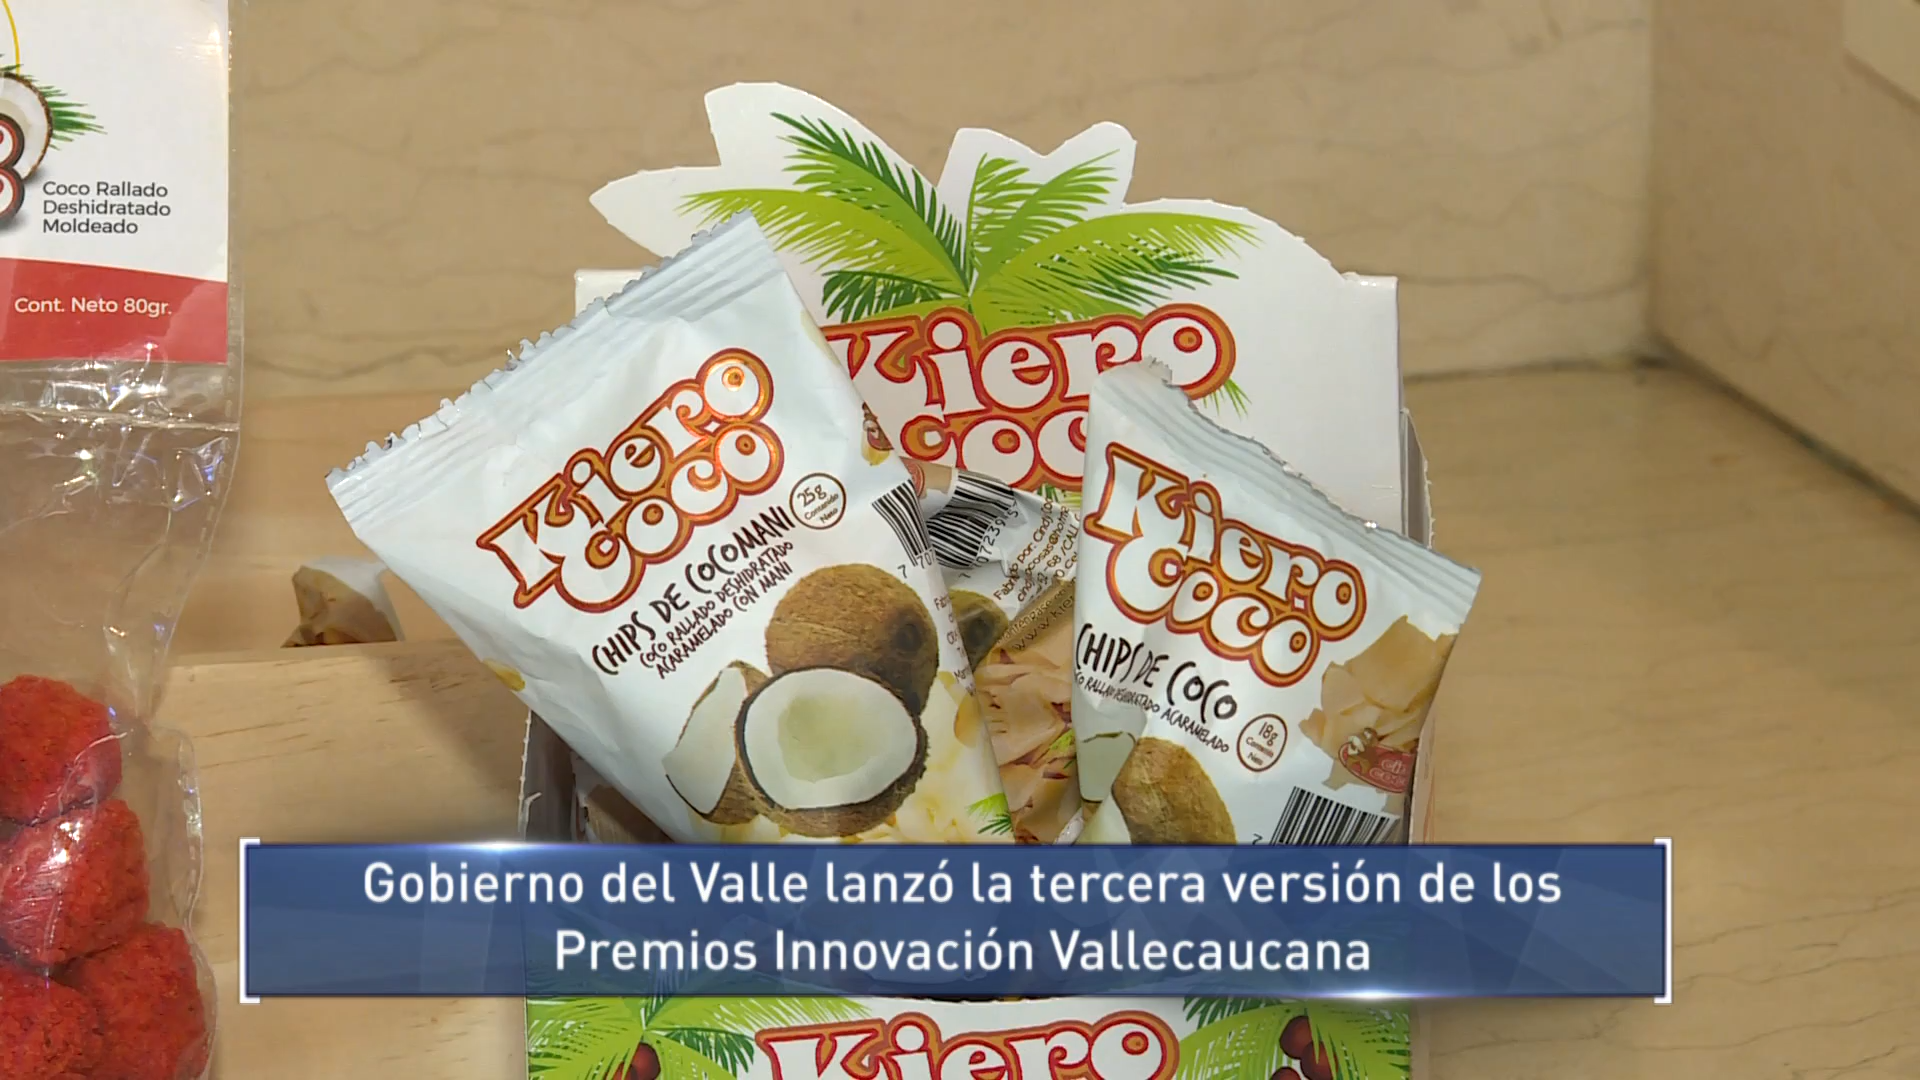 Coco Rallado
Deshidratado
Moldeado
Cont. Neto 80gr.
Kiero
Kiero
Coco
CHIPS DE COCOMANI
COCO RALLADO DESHIDRATADO
ACARAMELADO CON MANI
25g
Contenido
Neto
Kiero
Coco
CHIPS DE COCO
ACARAMELADO
18g
Contenido
Neto
Gobierno del Valle lanzó la tercera versión de los
Premios Innovación Vallecaucana
Kiero